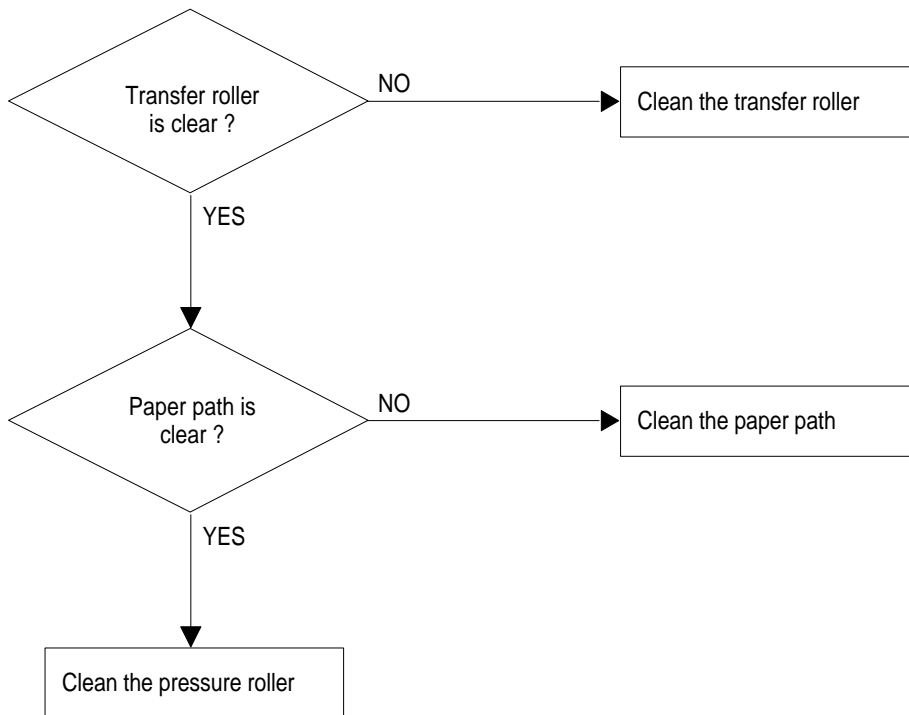 Transfer roller
is clear ?
NO
Clean the transfer roller
YES
Paper path is
clear ?
NO
Clean the paper path
YES
Clean the pressure roller